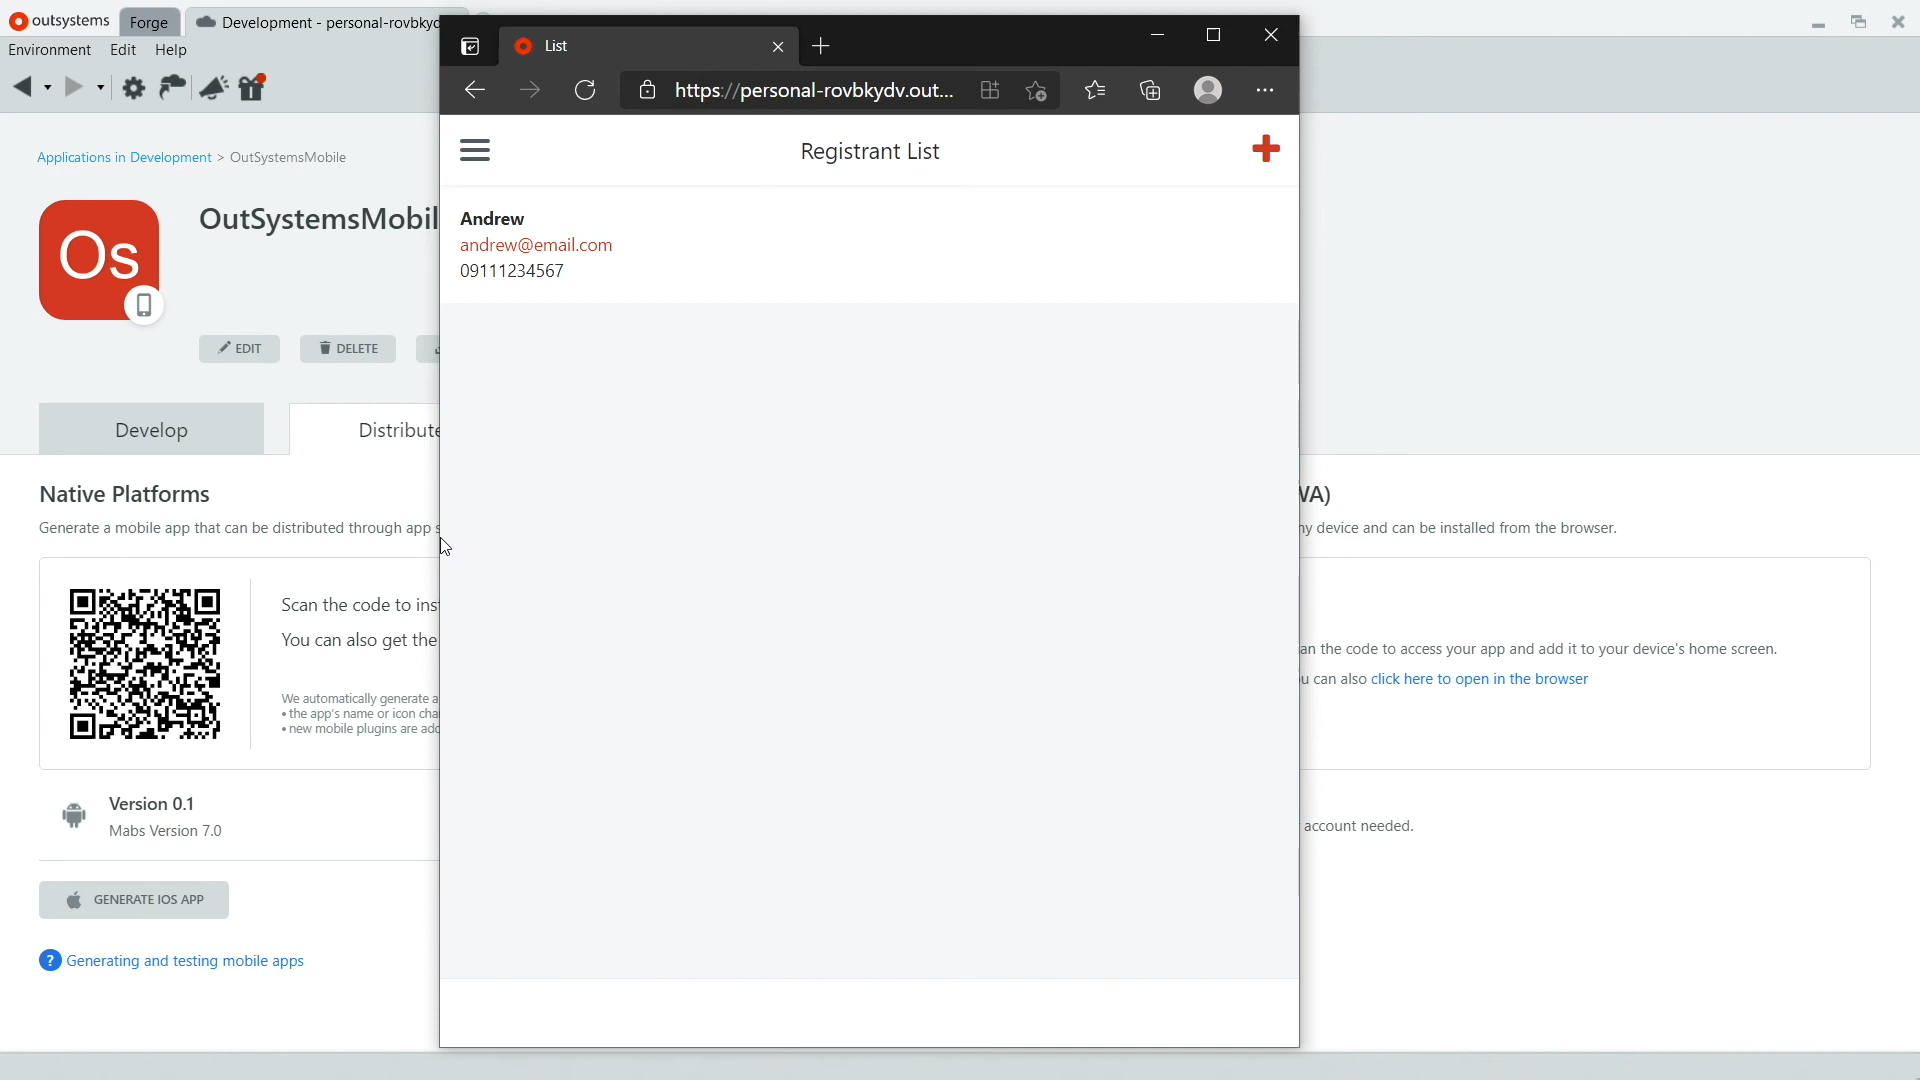 outsystems
Forge
Development - personal-rovbkyd
Environment Edit Help
Applications in Development > OutSystemsMobile
Os
OutSystemsMobil
EDIT
DELETE
Develop
Distribute
Native Platforms
Generate a mobile app that can be distributed through app s
Scan the code to inst
You can also get the
We automatically generate a
• the app's name or icon cha
• new mobile plugins are add
Version 0.1
Mabs Version 7.0
GENERATE IOS APP
? Generating and testing mobile apps
List
https://personal-rovbkydv.out...
Registrant List
Andrew
andrew@email.com
09111234567
WA)
ny device and can be installed from the browser.
an the code to access your app and add it to your device's home screen.
u can also click here to open in the browser
account needed.